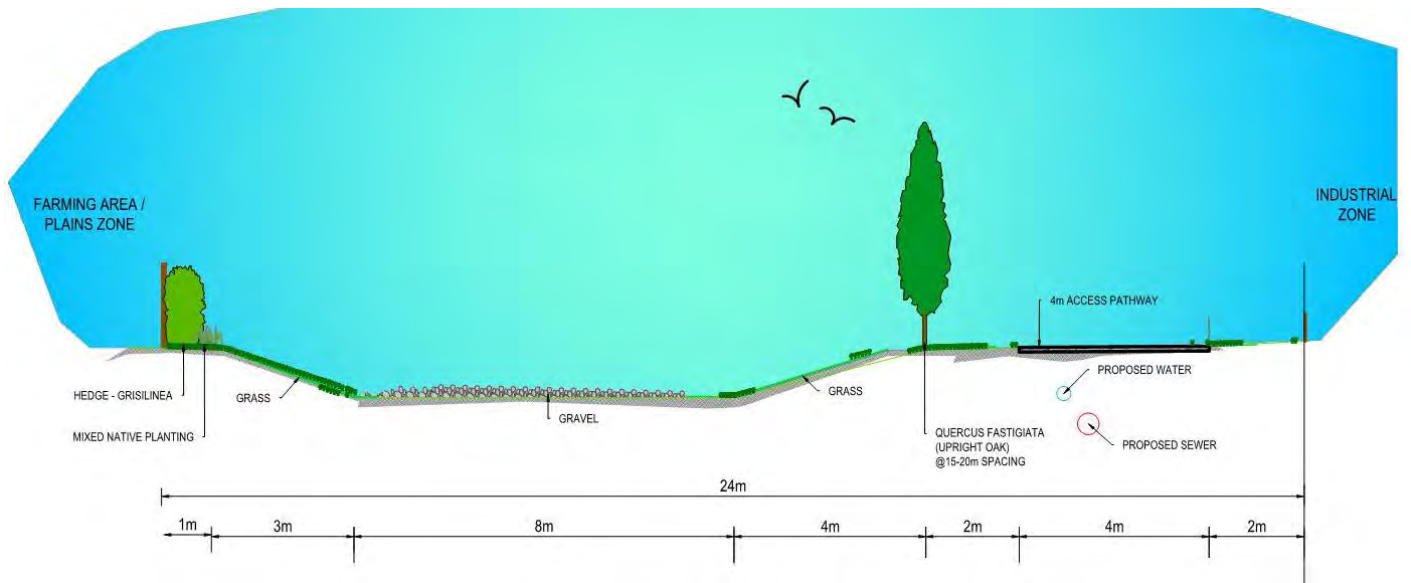 FARMING AREA /
PLAINS ZONE
INDUSTRIAL
ZONE
4m ACCESS PATHWAY
PROPOSED WATER
HEDGE - GRISILINEA
GRASS
GRASS
GRAVEL
MIXED NATIVE PLANTING
QUERCUS FASTIGIATA
(UPRIGHT OAK)
@15-20m SPACING
PROPOSED SEWER
24m
1m
3m
8m
4m
2m
4m
2m